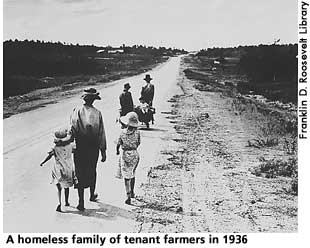 Franklin D. Roosevelt Library
A homeless family of tenant farmers in 1936